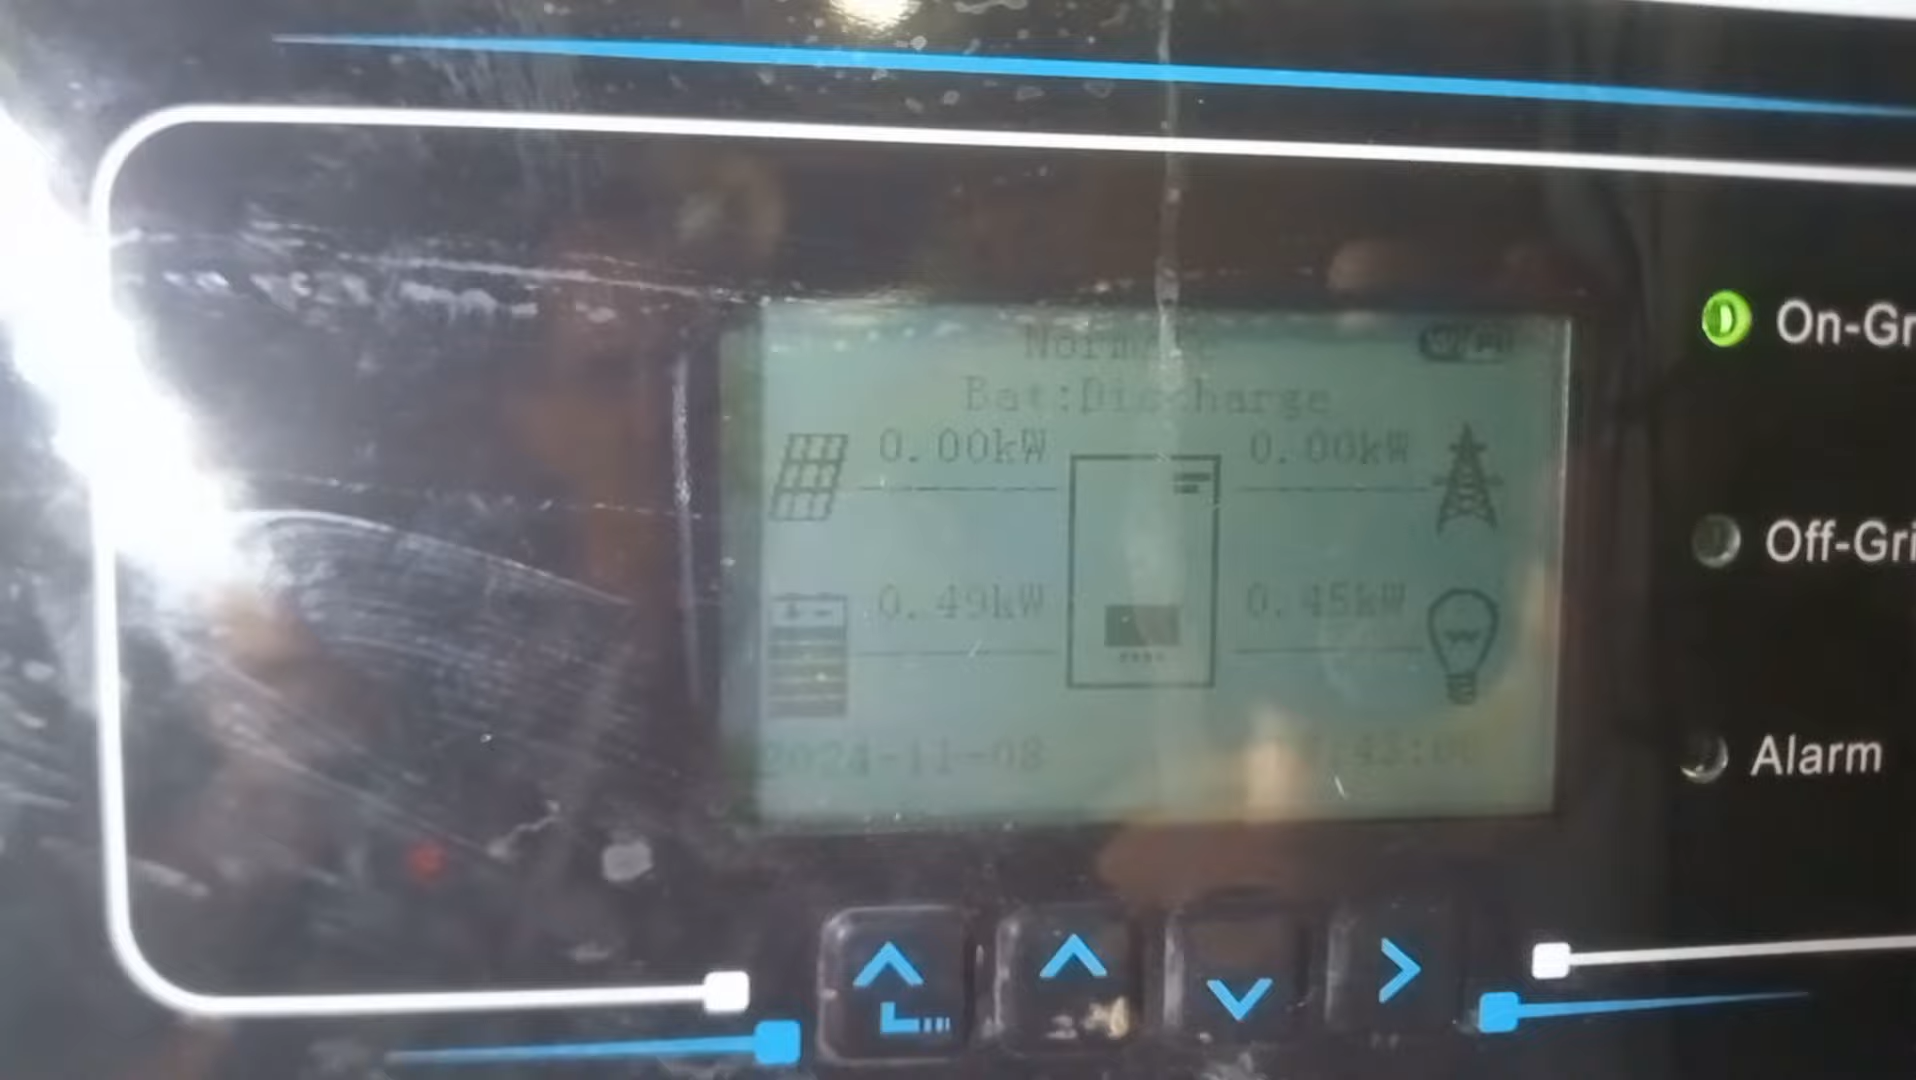 Normal
Bat:Discharge
0.00kW 0.00kW
On-Gr
0.49kW 0.45kW
Off-Gri
2024-11-08
Alarm